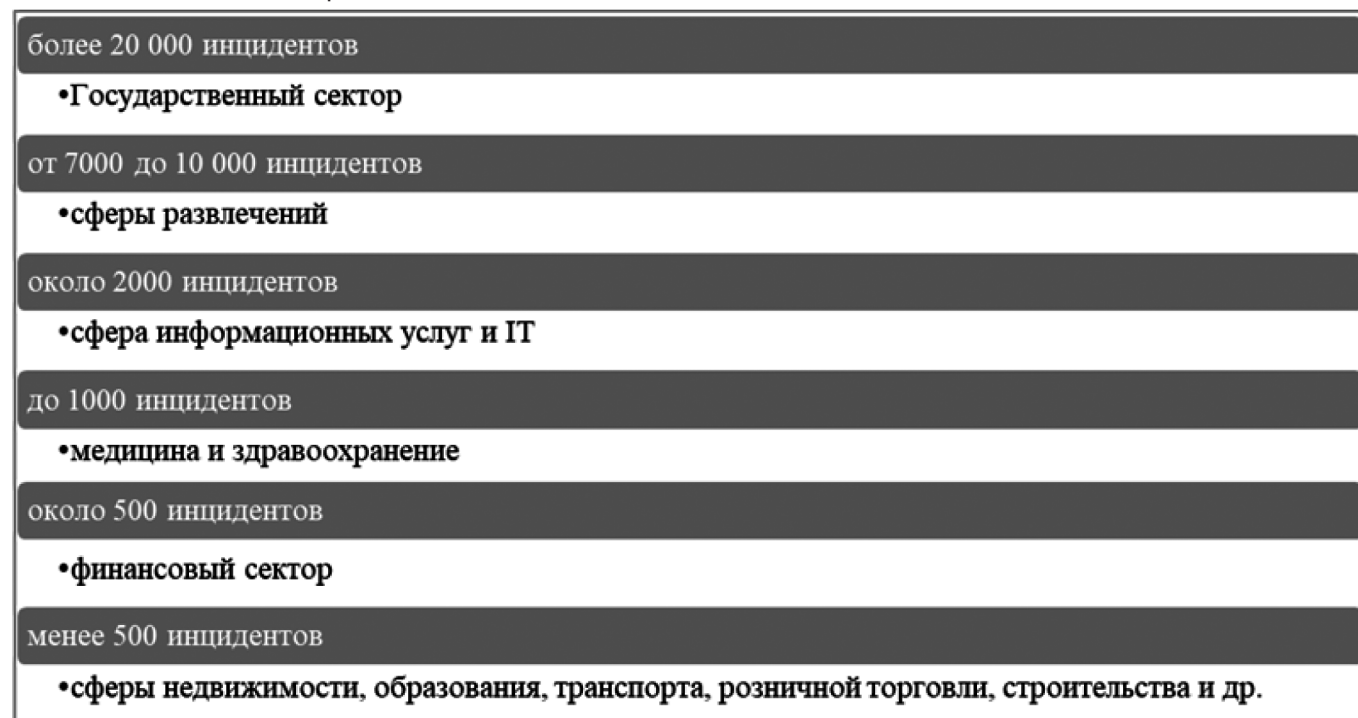 более 20 000 инцидентов
•Государственный сектор
от 7000 до 10 000 инцидентов
•сферы развлечений
около 2000 инцидентов
•сфера информационных услуг и IT
до 1000 инцидентов
•медицина и здравоохранение
около 500 инцидентов
•финансовый сектор
менее 500 инцидентов
•сферы недвижимости, образования, транспорта, розничной торговли, строительства и др.